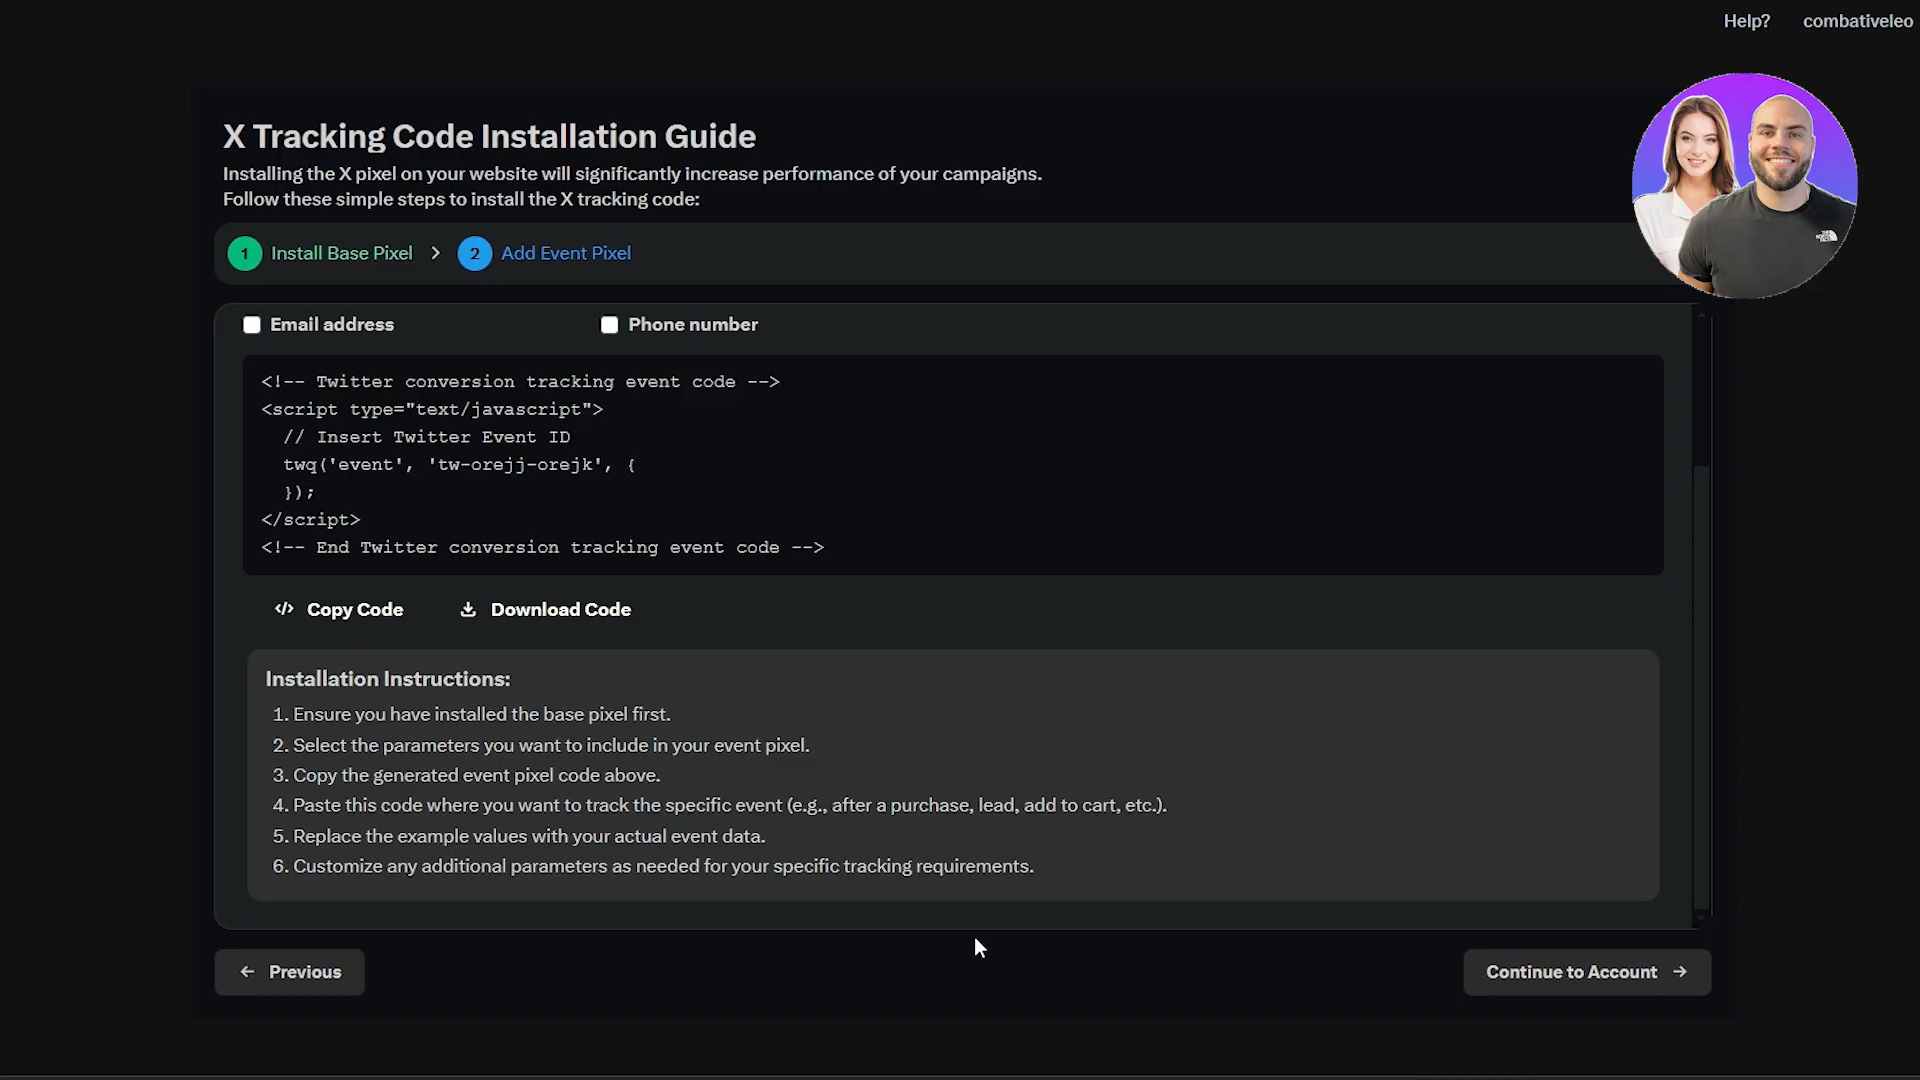 Help? combativeleo
X Tracking Code Installation Guide
Installing the X pixel on your website will significantly increase performance of your campaigns.
Follow these simple steps to install the X tracking code:
1 Install Base Pixel > 2 Add Event Pixel
Email address Phone number
<!-- Twitter conversion tracking event code -->
<script type="text/javascript">
// Insert Twitter Event ID
twq('event', 'tw-orejj-orejk', {
});
</script>
<!-- End Twitter conversion tracking event code -->
</> Copy Code Download Code
Installation Instructions:
1. Ensure you have installed the base pixel first.
2. Select the parameters you want to include in your event pixel.
3. Copy the generated event pixel code above.
4. Paste this code where you want to track the specific event (e.g., after a purchase, lead, add to cart, etc.).
5. Replace the example values with your actual event data.
6. Customize any additional parameters as needed for your specific tracking requirements.
← Previous Continue to Account →